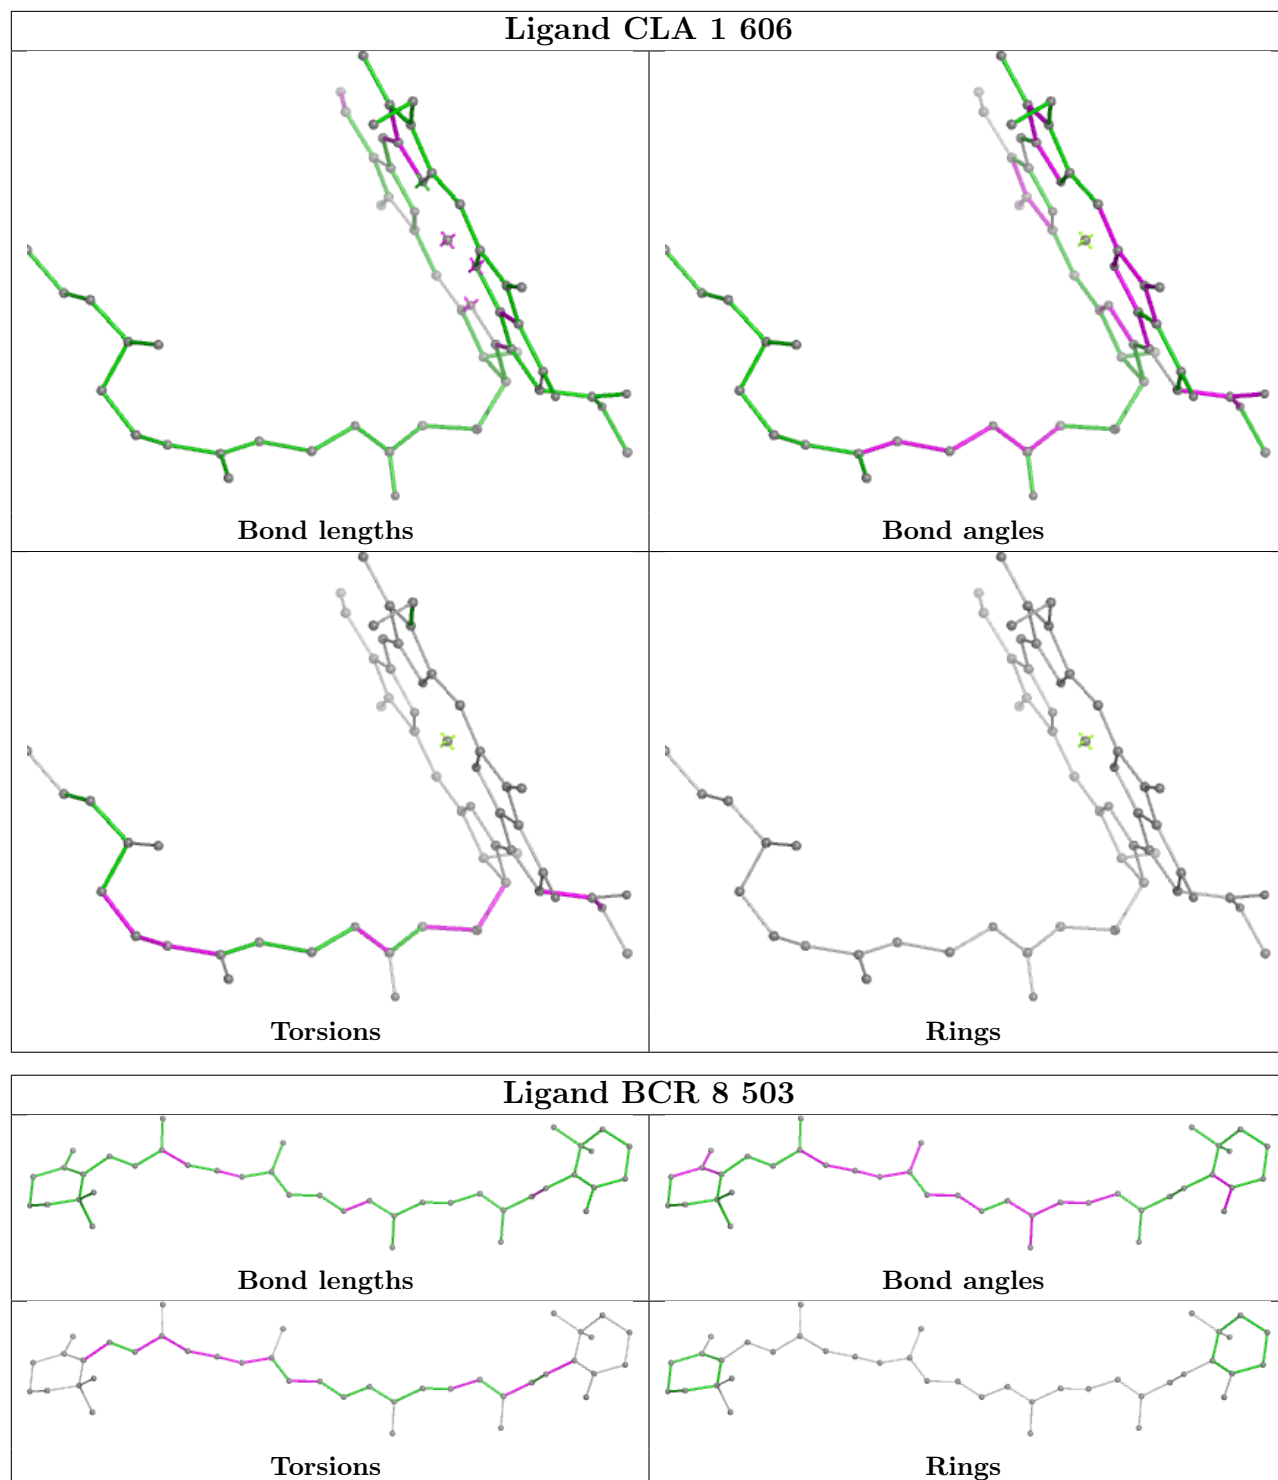 Ligand CLA 1 606
Bond lengths
Bond angles
Torsions
Rings
Ligand BCR 8 503
Bond lengths
Bond angles
Torsions
Rings